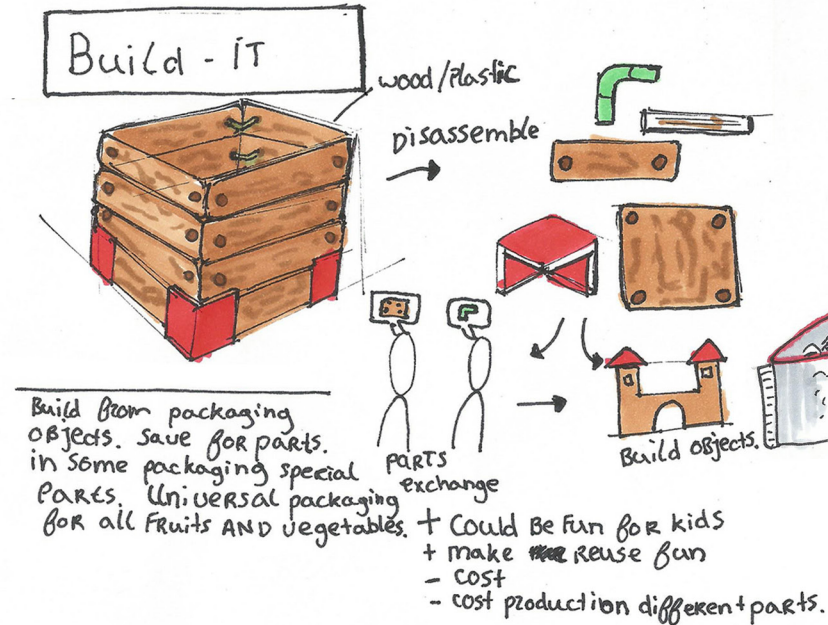 Build - IT
wood/plastic
Disassemble
Build from packaging
objects. Save for parts.
in some packaging special
Parts. Universal packaging
for all Fruits AND vegetables.
PARTS
exchange
Build objects.
+ Could Be Fun for kids
+ make Reuse fun
- cost
- cost production different parts.